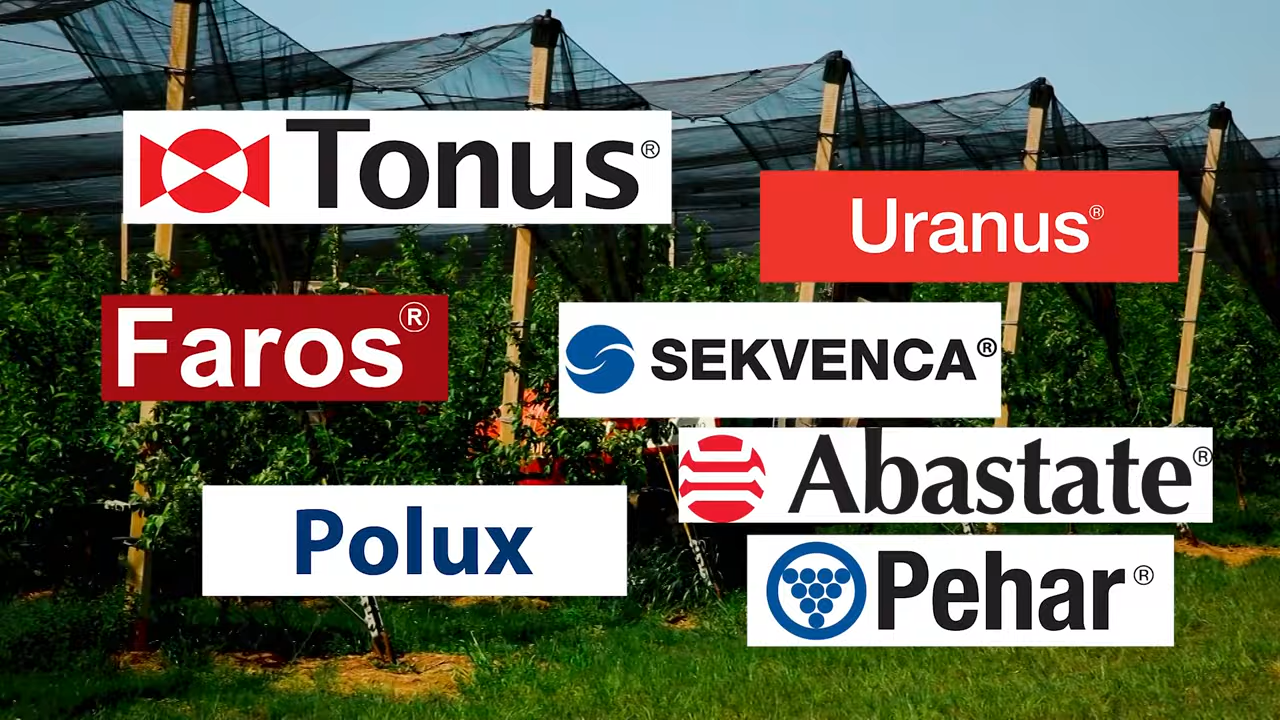 Tonus®
Uranus®
Faros®
SEKVENCA®
Abastate®
Polux
Pehar®